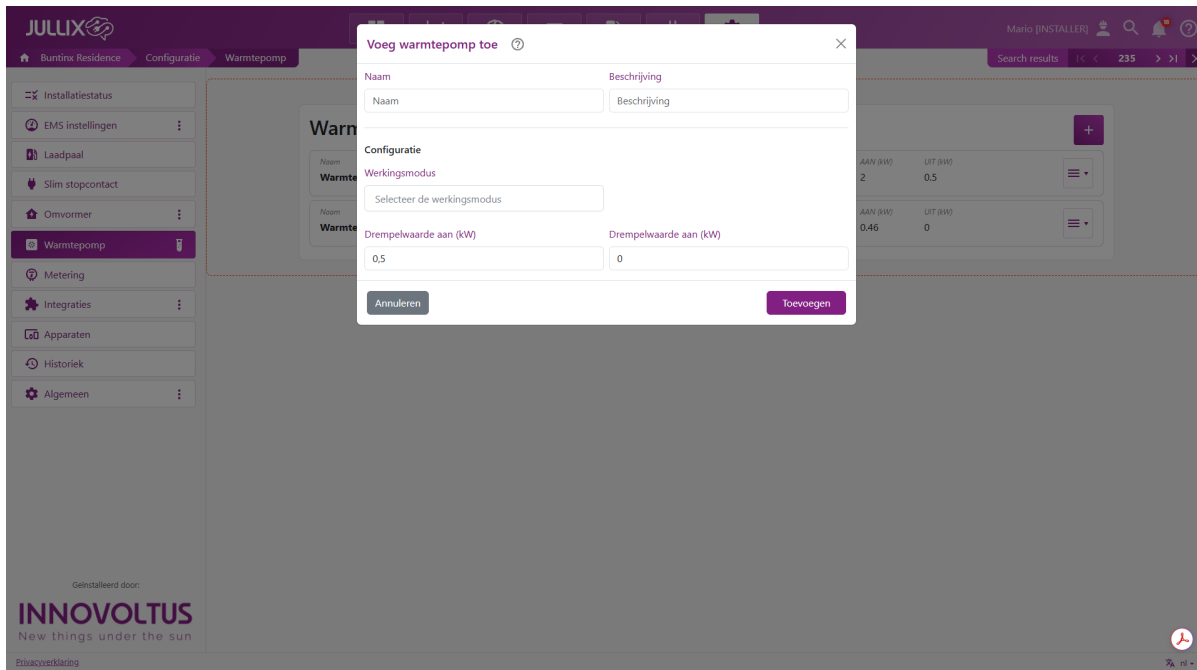 JULLIX
Mario [INSTALLER]
Buntinx Residence Configuratie Warmtepomp
Search results 235
Voeg warmtepomp toe
Naam Beschrijving
Naam Beschrijving
Configuratie
Werkingsmodus
Selecteer de werkingsmodus
Drempelwaarde aan (kW) Drempelwaarde aan (kW)
0,5 0
Annuleren Toevoegen
Installatiestatus
EMS instellingen
Laadpaal
Slim stopcontact
Omvormer
Warmtepomp
Metering
Integraties
Apparaten
Historiek
Algemeen
Naam AAN (kW) UIT (kW)
2 0.5
Naam AAN (kW) UIT (kW)
0.46 0
Geïnstalleerd door:
INNOVOLTUS
New things under the sun
Privacyverklaring
nl